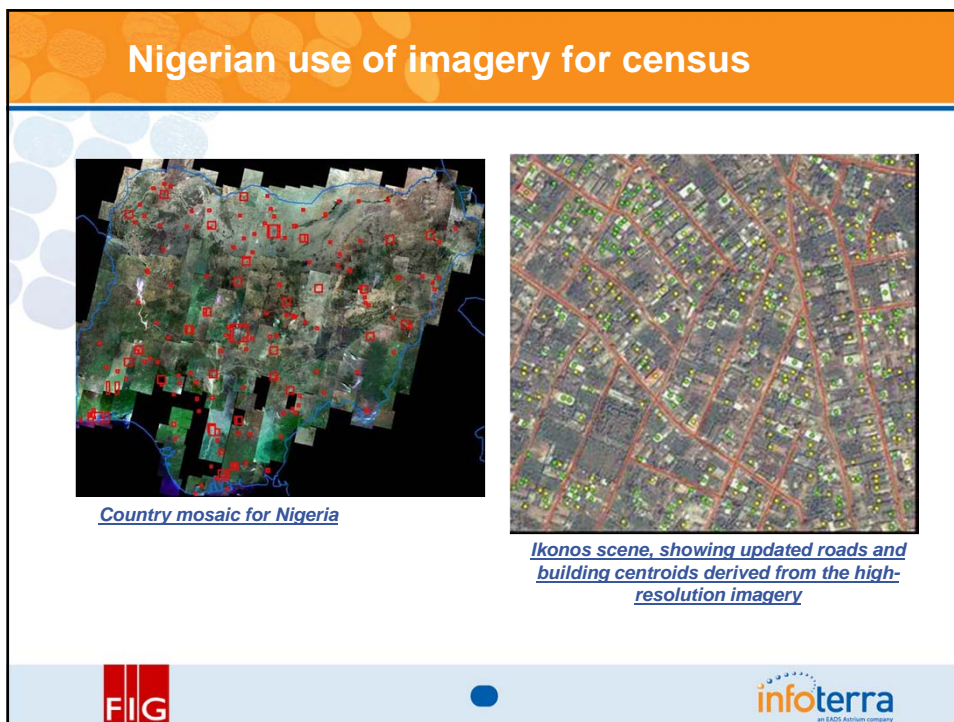 Nigerian use of imagery for census
Country mosaic for Nigeria
Ikonos scene, showing updated roads and
building centroids derived from the high-
resolution imagery
FIG
infoterra
an EADS Astrium company